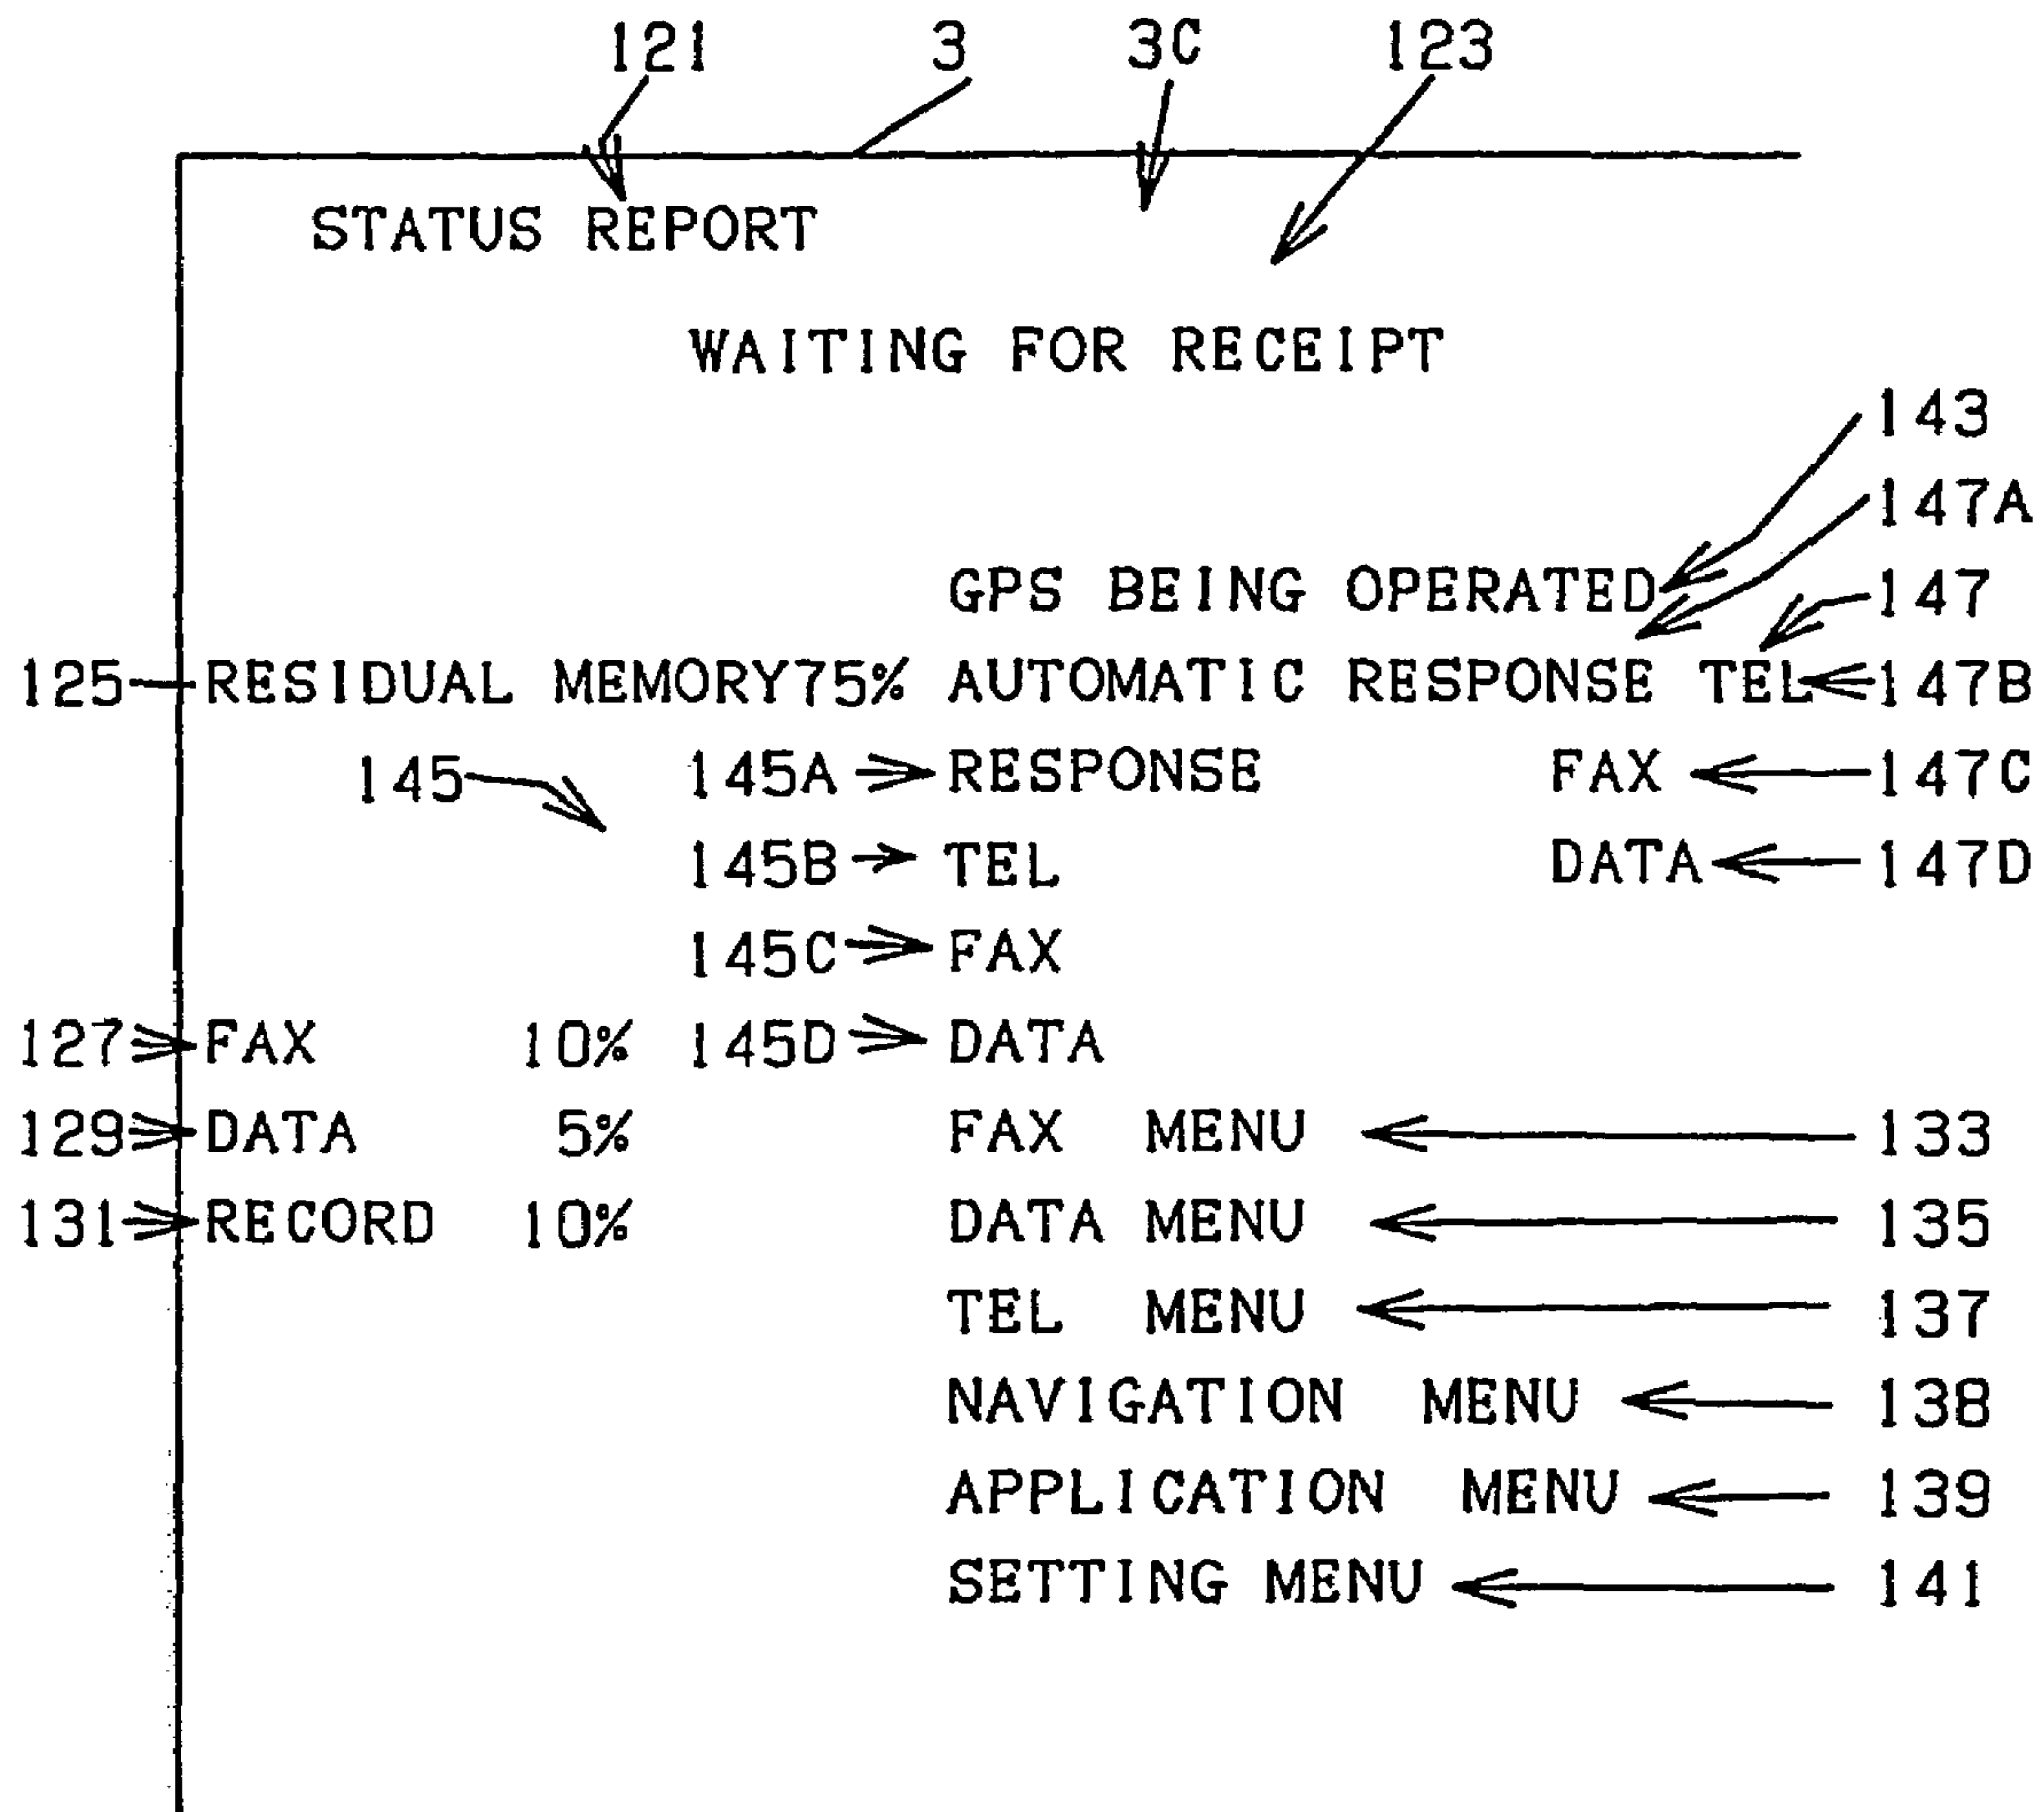 121 3 3C 123
STATUS REPORT
WAITING FOR RECEIPT
143
147A
GPS BEING OPERATED 147
125 RESIDUAL MEMORY75% AUTOMATIC RESPONSE TEL 147B
145 145A RESPONSE FAX 147C
145B TEL DATA 147D
145C FAX
127 FAX 10% 145D DATA
129 DATA 5% FAX MENU 133
131 RECORD 10% DATA MENU 135
TEL MENU 137
NAVIGATION MENU 138
APPLICATION MENU 139
SETTING MENU 141